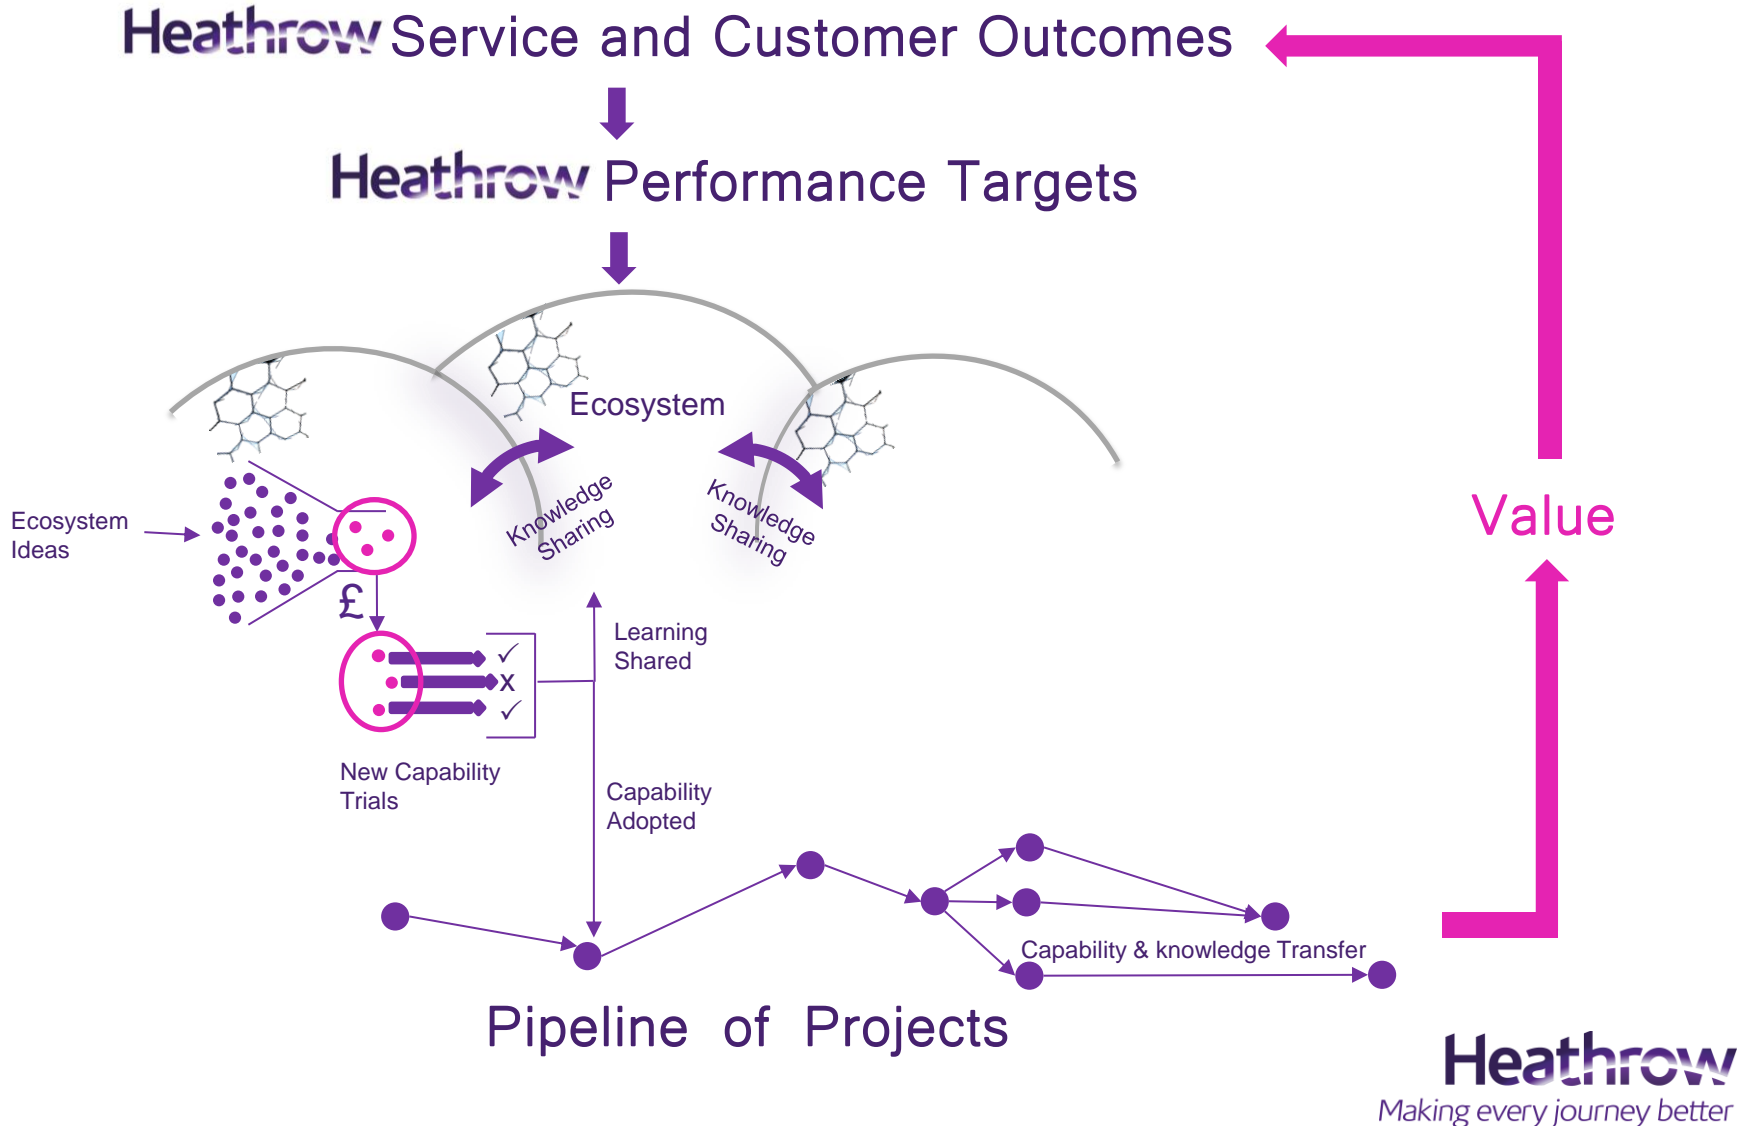 Heathrow Service and Customer Outcomes
Heathrow Performance Targets
Ecosystem
Knowledge
Sharing
Knowledge
Sharing
Ecosystem
Ideas
Value
£
Learning
Shared
✓
x
✓
New Capability
Trials
Capability
Adopted
Capability & knowledge Transfer
Pipeline of Projects
Heathrow
Making every journey better